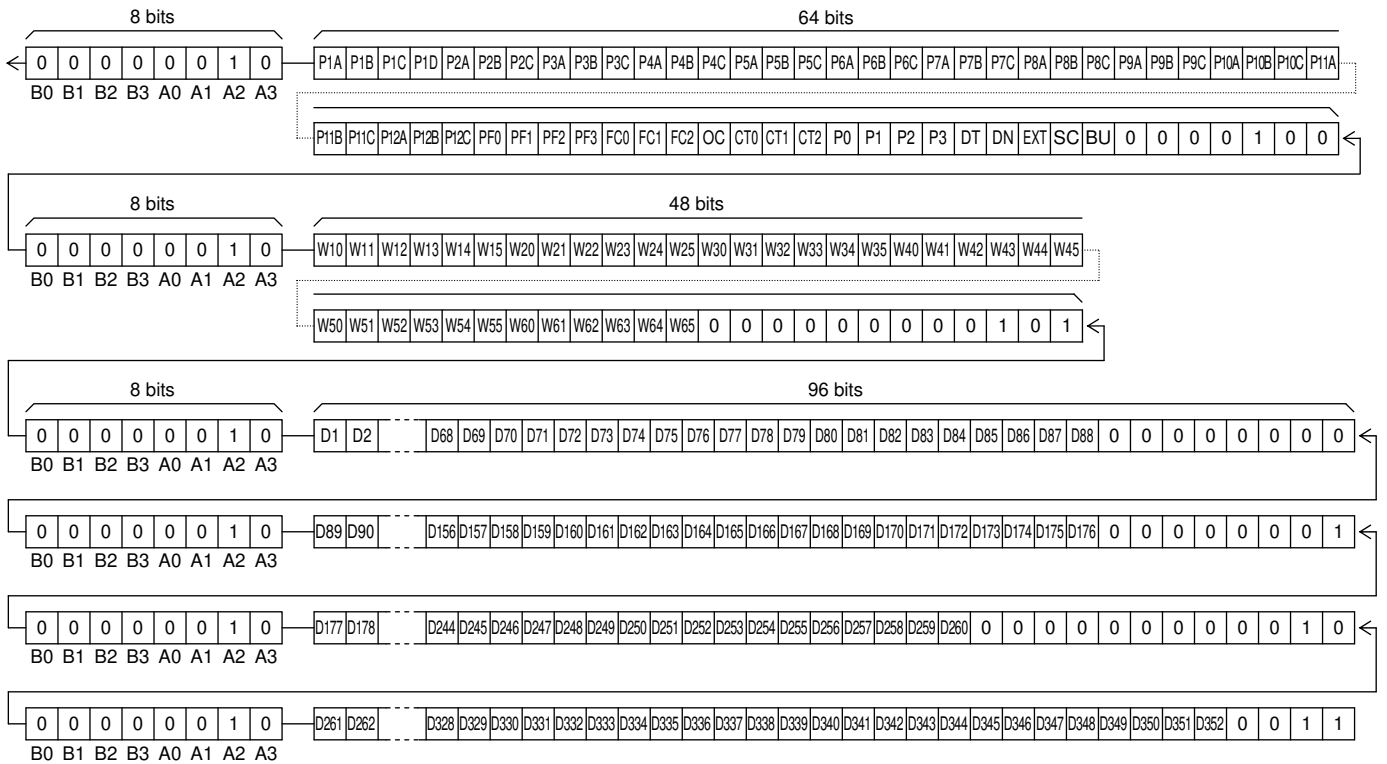 8 bits 64 bits
0 0 0 0 0 0 1 0 P1A P1B P1C P1D P2A P2B P2C P3A P3B P3C P4A P4B P4C P5A P5B P5C P6A P6B P6C P7A P7B P7C P8A P8B P8C P9A P9B P9C P10A P10B P10C P11A
B0 B1 B2 B3 A0 A1 A2 A3
P11B P11C P12A P12B P12C PF0 PF1 PF2 PF3 FC0 FC1 FC2 OC CT0 CT1 CT2 P0 P1 P2 P3 DT DN EXT SC BU 0 0 0 0 1 0 0
8 bits 48 bits
0 0 0 0 0 0 1 0 W10 W11 W12 W13 W14 W15 W20 W21 W22 W23 W24 W25 W30 W31 W32 W33 W34 W35 W40 W41 W42 W43 W44 W45
B0 B1 B2 B3 A0 A1 A2 A3
W50 W51 W52 W53 W54 W55 W60 W61 W62 W63 W64 W65 0 0 0 0 0 0 0 0 0 1 0 1
8 bits 96 bits
0 0 0 0 0 0 1 0 D1 D2 D68 D69 D70 D71 D72 D73 D74 D75 D76 D77 D78 D79 D80 D81 D82 D83 D84 D85 D86 D87 D88 0 0 0 0 0 0 0 0
B0 B1 B2 B3 A0 A1 A2 A3
0 0 0 0 0 0 1 0 D89 D90 D156 D157 D158 D159 D160 D161 D162 D163 D164 D165 D166 D167 D168 D169 D170 D171 D172 D173 D174 D175 D176 0 0 0 0 0 0 0 1
B0 B1 B2 B3 A0 A1 A2 A3
0 0 0 0 0 0 1 0 D177 D178 D244 D245 D246 D247 D248 D249 D250 D251 D252 D253 D254 D255 D256 D257 D258 D259 D260 0 0 0 0 0 0 0 0 0 0 1 0
B0 B1 B2 B3 A0 A1 A2 A3
0 0 0 0 0 0 1 0 D261 D262 D328 D329 D330 D331 D332 D333 D334 D335 D336 D337 D338 D339 D340 D341 D342 D343 D344 D345 D346 D347 D348 D349 D350 D351 D352 0 0 1 1
B0 B1 B2 B3 A0 A1 A2 A3